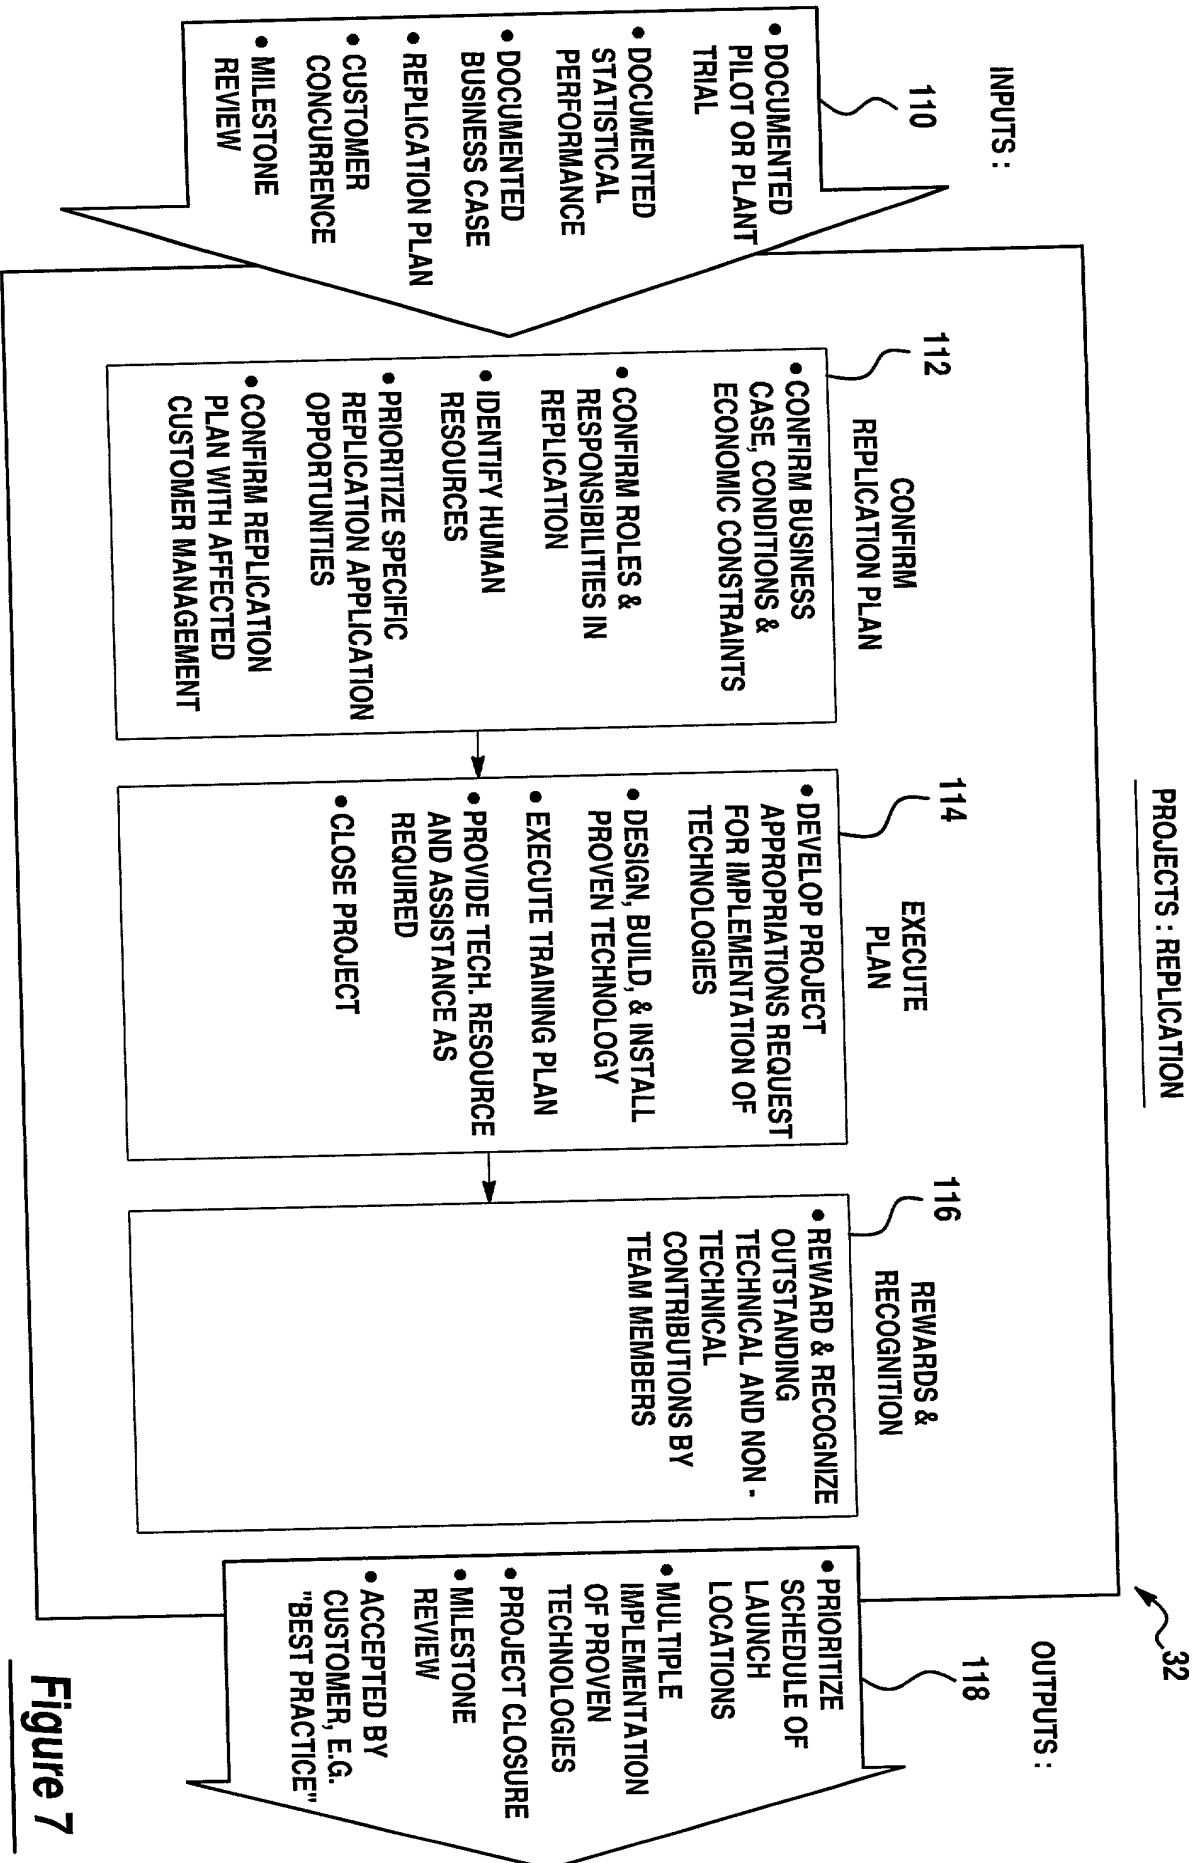 PROJECTS : REPLICATION
32
INPUTS :
110
• DOCUMENTED
PILOT OR PLANT
TRIAL
• DOCUMENTED
STATISTICAL
PERFORMANCE
• DOCUMENTED
BUSINESS CASE
• REPLICATION PLAN
• CUSTOMER
CONCURRENCE
• MILESTONE
REVIEW
112
CONFIRM
REPLICATION PLAN
• CONFIRM BUSINESS
CASE, CONDITIONS &
ECONOMIC CONSTRAINTS
• CONFIRM ROLES &
RESPONSIBILITIES IN
REPLICATION
• IDENTIFY HUMAN
RESOURCES
• PRIORITIZE SPECIFIC
REPLICATION APPLICATION
OPPORTUNITIES
• CONFIRM REPLICATION
PLAN WITH AFFECTED
CUSTOMER MANAGEMENT
114
EXECUTE
PLAN
• DEVELOP PROJECT
APPROPRIATIONS REQUEST
FOR IMPLEMENTATION OF
TECHNOLOGIES
• DESIGN, BUILD, & INSTALL
PROVEN TECHNOLOGY
• EXECUTE TRAINING PLAN
• PROVIDE TECH. RESOURCE
AND ASSISTANCE AS
REQUIRED
• CLOSE PROJECT
116
REWARDS &
RECOGNITION
• REWARD & RECOGNIZE
OUTSTANDING
TECHNICAL AND NON -
TECHNICAL
CONTRIBUTIONS BY
TEAM MEMBERS
OUTPUTS :
118
• PRIORITIZE
SCHEDULE OF
LAUNCH
LOCATIONS
• MULTIPLE
IMPLEMENTATION
OF PROVEN
TECHNOLOGIES
• PROJECT CLOSURE
• MILESTONE
REVIEW
• ACCEPTED BY
CUSTOMER, E.G.
"BEST PRACTICE"
Figure 7